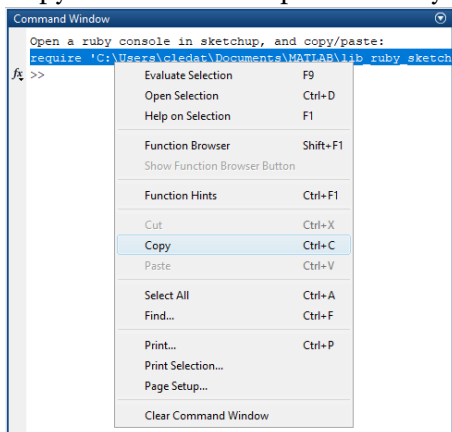 Command Window
Open a ruby console in sketchup, and copy/paste:
require 'C:\Users\cledat\Documents\MATLAB\lib_ruby_sketch
fx >>
Evaluate Selection F9
Open Selection Ctrl+D
Help on Selection F1
Function Browser Shift+F1
Show Function Browser Button
Function Hints Ctrl+F1
Cut Ctrl+X
Copy Ctrl+C
Paste Ctrl+V
Select All Ctrl+A
Find... Ctrl+F
Print... Ctrl+P
Print Selection...
Page Setup...
Clear Command Window